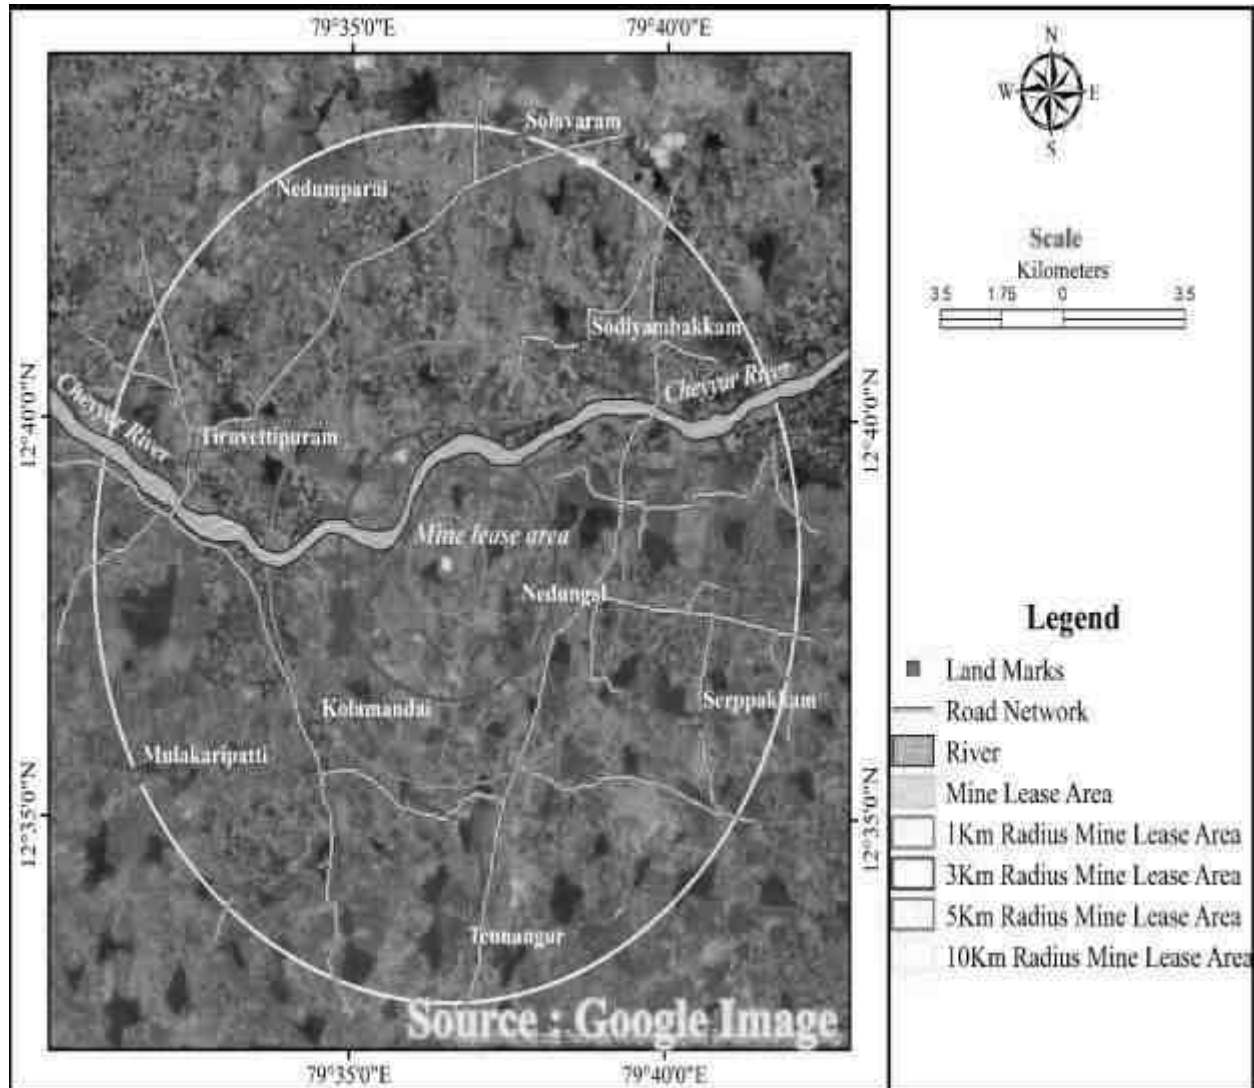 79°35'0"E
79°40'0"E
N
W
E
S
Solavaram
Nedumparai
Scale
Kilometers
3.5 1.75 0 3.5
Sodiyambakkam
Cheyyur River
12°40'0"N
Cheyyur River
12°40'0"N
Tiruvettipuram
Mine lease area
Nedungal
Legend
Land Marks
Road Network
River
Mine Lease Area
1Km Radius Mine Lease Area
3Km Radius Mine Lease Area
5Km Radius Mine Lease Area
10Km Radius Mine Lease Area
Serppakkam
Kolamandai
Mulakaripatti
12°35'0"N
12°35'0"N
Tennangur
Source : Google Image
79°35'0"E
79°40'0"E